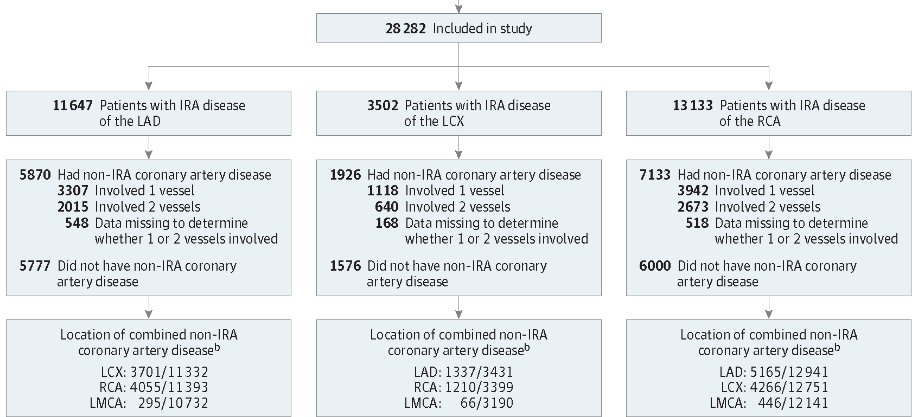 28 282 Included in study
11 647 Patients with IRA disease
of the LAD
3502 Patients with IRA disease
of the LCX
13 133 Patients with IRA disease
of the RCA
5870 Had non-IRA coronary artery disease
3307 Involved 1 vessel
2015 Involved 2 vessels
548 Data missing to determine
whether 1 or 2 vessels involved
5777 Did not have non-IRA coronary
artery disease
1926 Had non-IRA coronary artery disease
1118 Involved 1 vessel
640 Involved 2 vessels
168 Data missing to determine
whether 1 or 2 vessels involved
1576 Did not have non-IRA coronary
artery disease
7133 Had non-IRA coronary artery disease
3942 Involved 1 vessel
2673 Involved 2 vessels
518 Data missing to determine
whether 1 or 2 vessels involved
6000 Did not have non-IRA coronary
artery disease
Location of combined non-IRA
coronary artery diseaseᵇ
LCX: 3701/11 332
RCA: 4055/11 393
LMCA: 295/10 732
Location of combined non-IRA
coronary artery diseaseᵇ
LAD: 1337/3431
RCA: 1210/3399
LMCA: 66/3190
Location of combined non-IRA
coronary artery diseaseᵇ
LAD: 5165/12 941
LCX: 4266/12 751
LMCA: 446/12 141